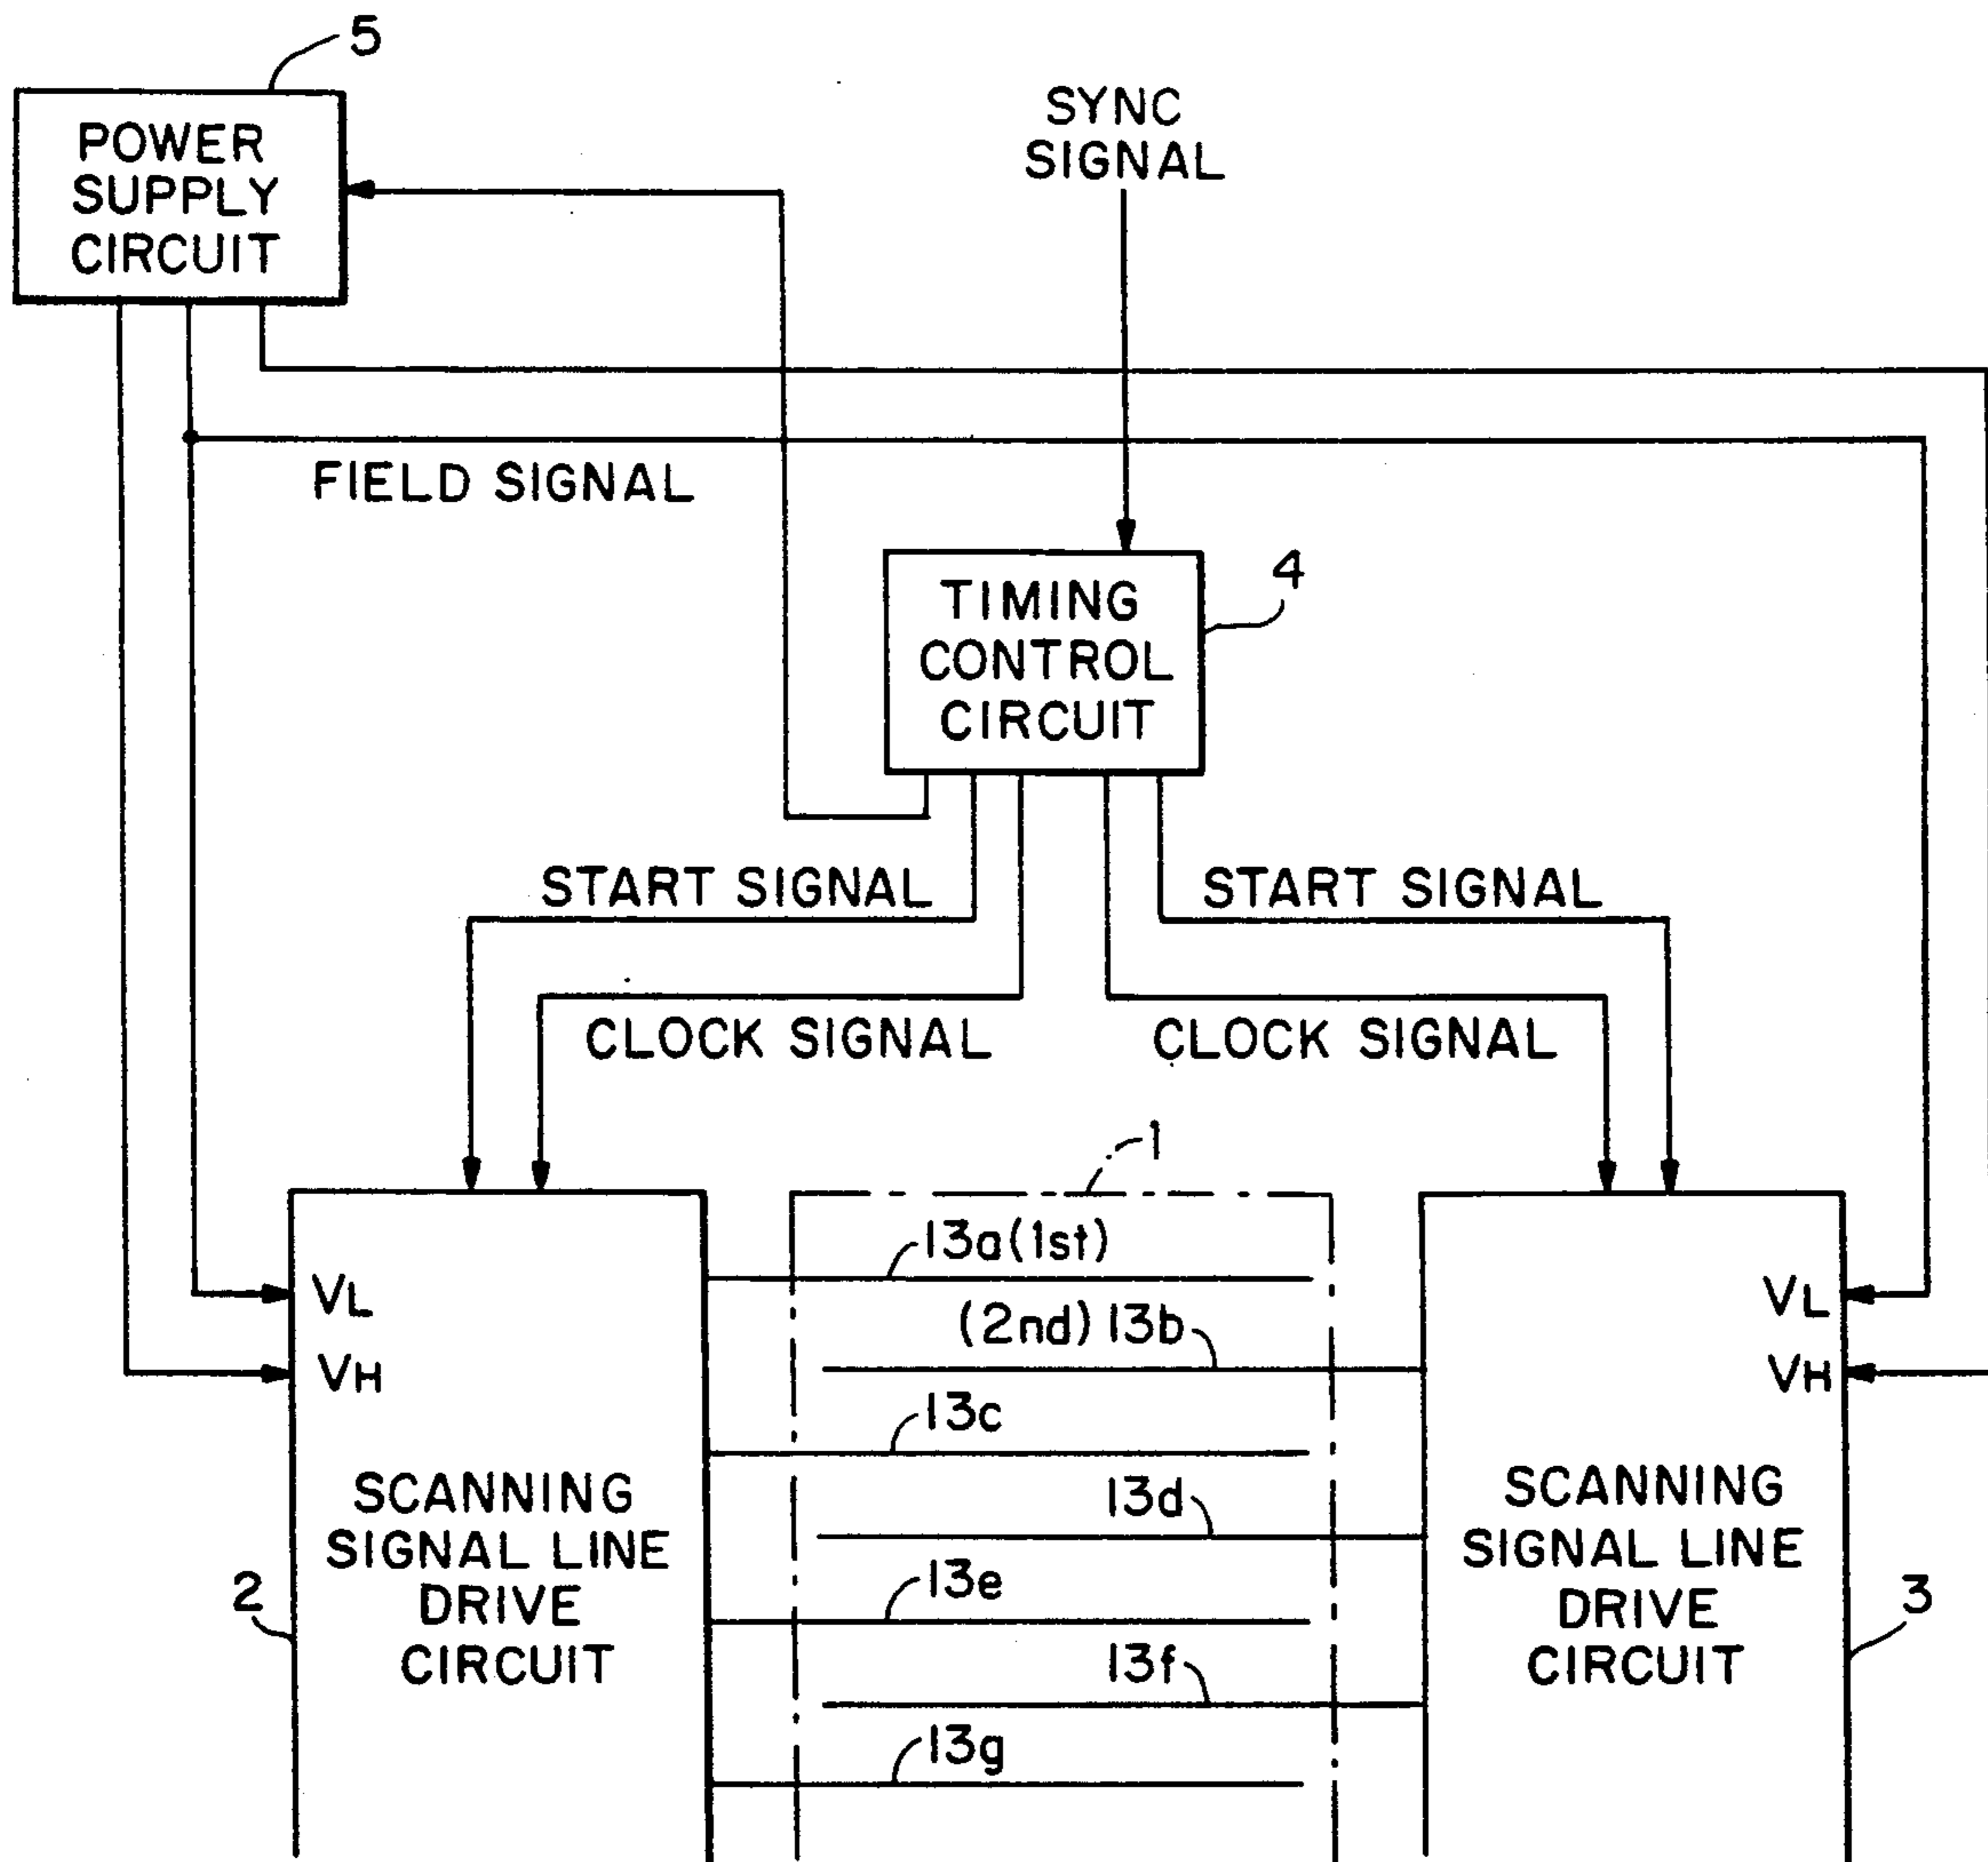 5
POWER
SUPPLY
CIRCUIT
SYNC
SIGNAL
FIELD SIGNAL
4
TIMING
CONTROL
CIRCUIT
START SIGNAL
START SIGNAL
CLOCK SIGNAL
CLOCK SIGNAL
1
13a(1st)
VL
VL
(2nd) 13b
VH
VH
13c
SCANNING
SIGNAL LINE
DRIVE
CIRCUIT
2
13d
13e
13f
13g
SCANNING
SIGNAL LINE
DRIVE
CIRCUIT
3